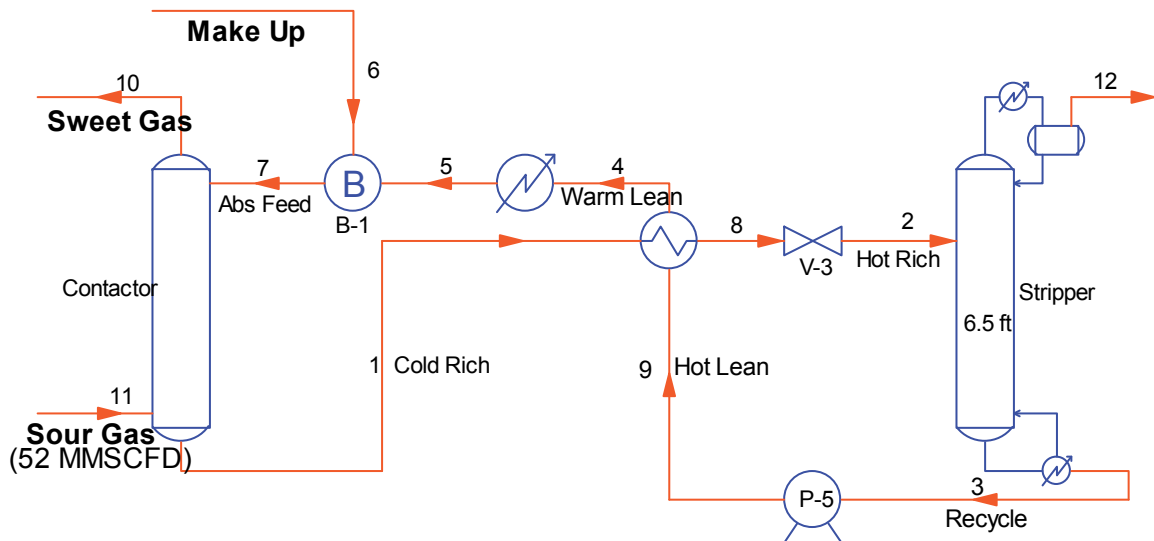 Make Up
6
10
Sweet Gas
12
7
Abs Feed
B
B-1
5
4
Warm Lean
8
V-3
2
Hot Rich
Contactor
Stripper
6.5 ft
1
Cold Rich
9
Hot Lean
11
Sour Gas
(52 MMSCFD)
P-5
3
Recycle